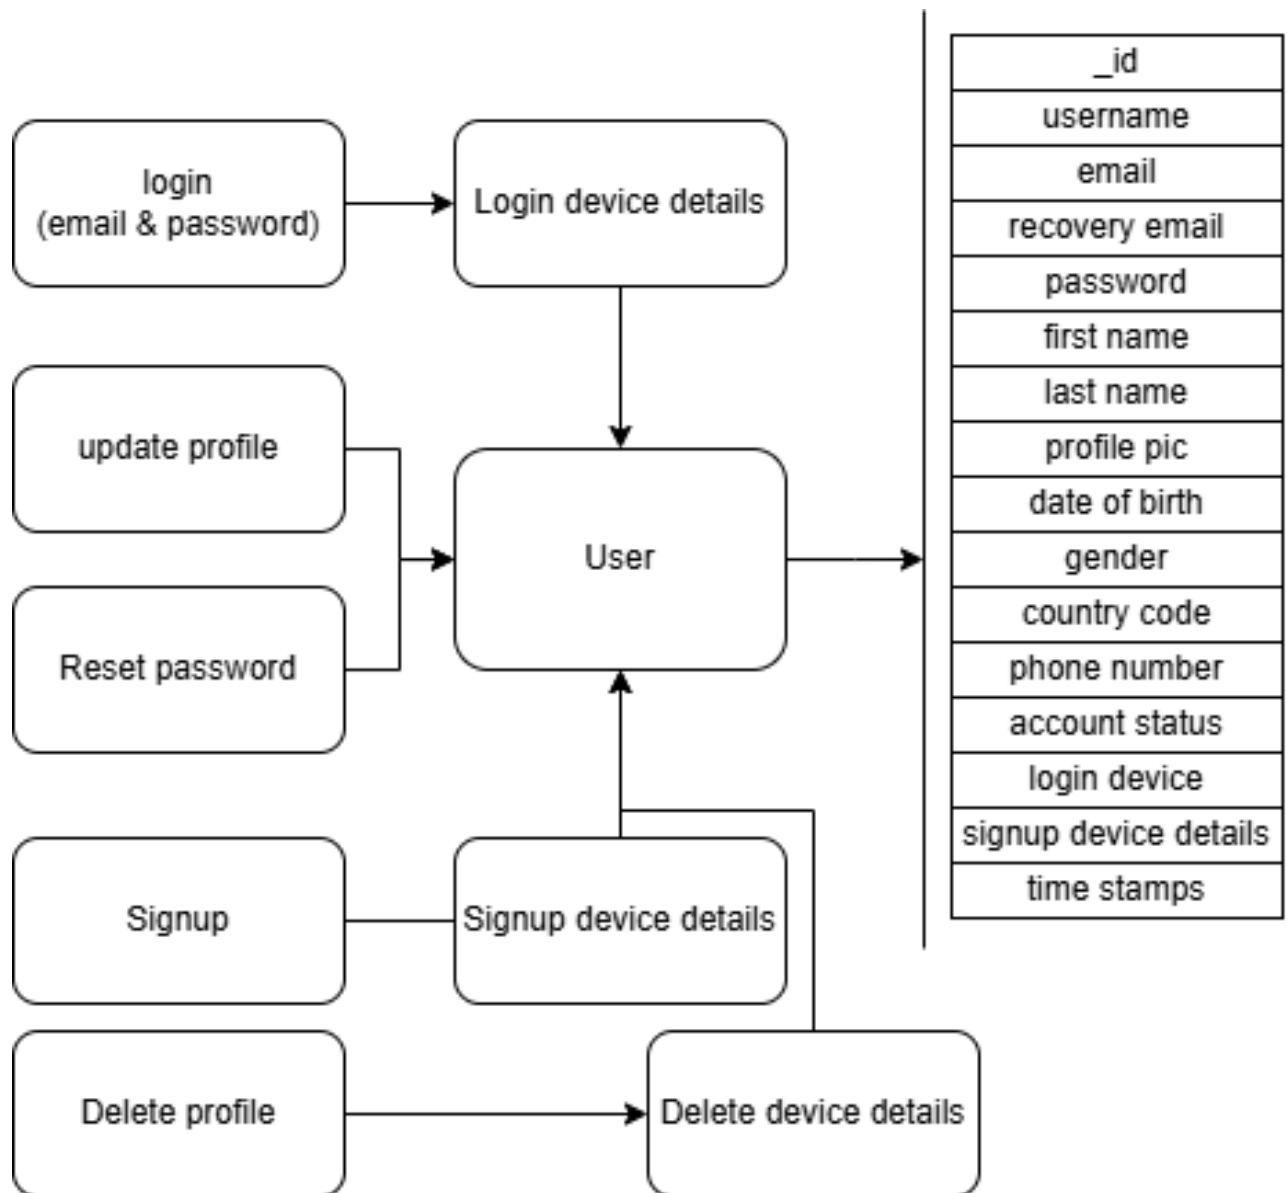 login
(email & password)
Login device details
update profile
Reset password
User
Signup
Signup device details
Delete profile
Delete device details
_id
username
email
recovery email
password
first name
last name
profile pic
date of birth
gender
country code
phone number
account status
login device
signup device details
time stamps